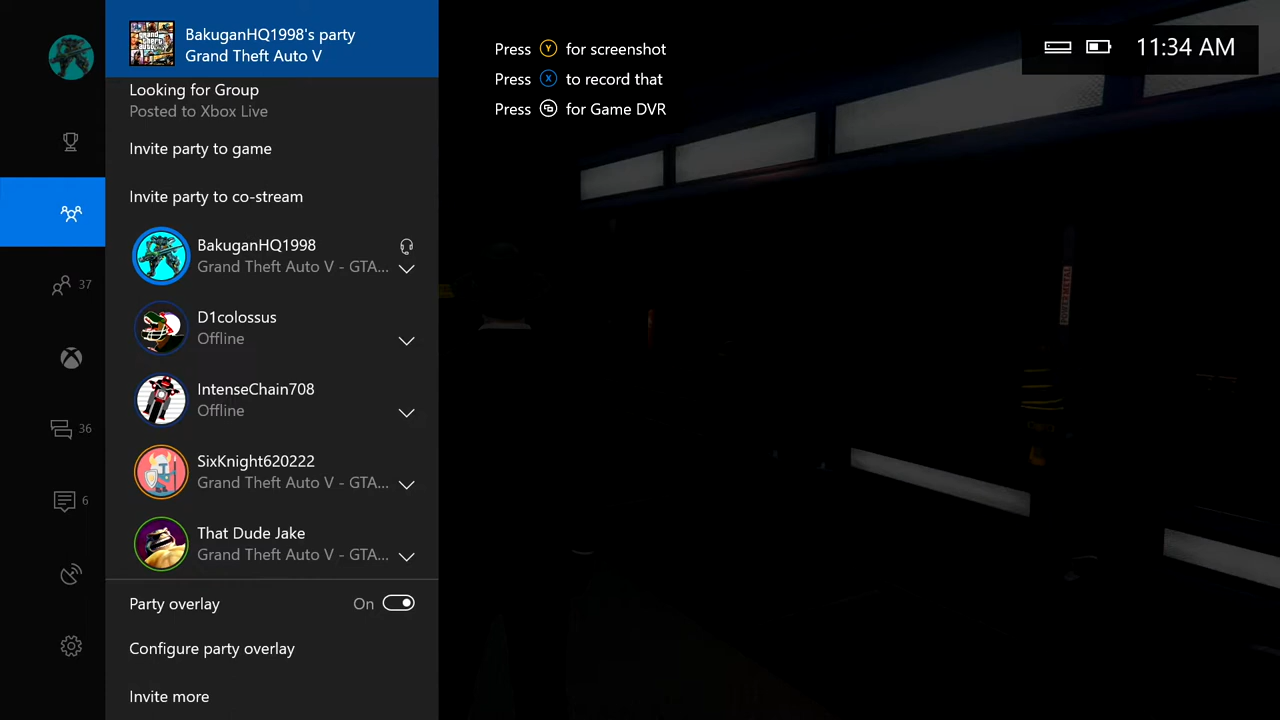 BakuganHQ1998's party
Grand Theft Auto V
Looking for Group
Posted to Xbox Live
Invite party to game
Invite party to co-stream
BakuganHQ1998
Grand Theft Auto V - GTA...
D1colossus
Offline
IntenseChain708
Offline
SixKnight620222
Grand Theft Auto V - GTA...
That Dude Jake
Grand Theft Auto V - GTA...
Party overlay On
Configure party overlay
Invite more
37
36
6
Press Y for screenshot
Press X to record that
Press for Game DVR
11:34 AM